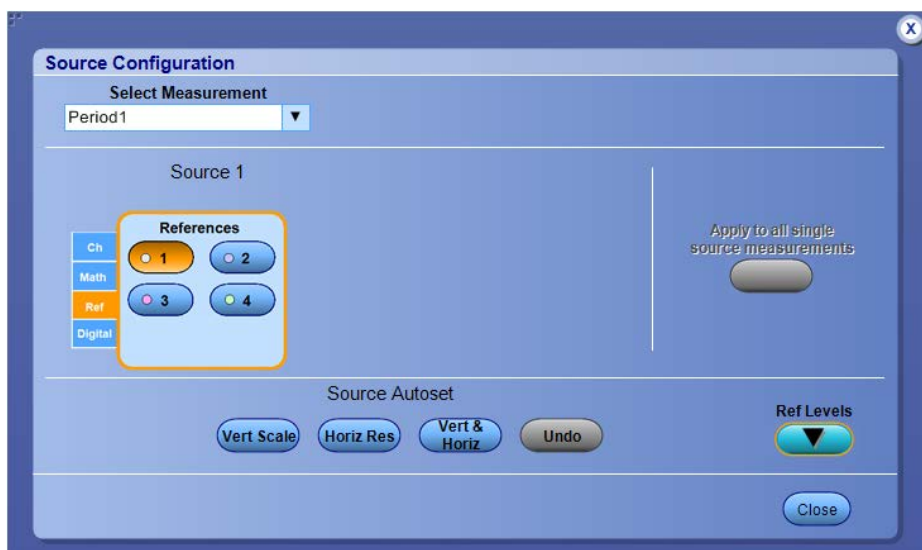 X
Source Configuration
Select Measurement
Period1
Source 1
References
Ch
Math
Ref
Digital
1
2
3
4
Apply to all single
source measurements
Source Autoset
Vert Scale
Horiz Res
Vert &
Horiz
Undo
Ref Levels
Close